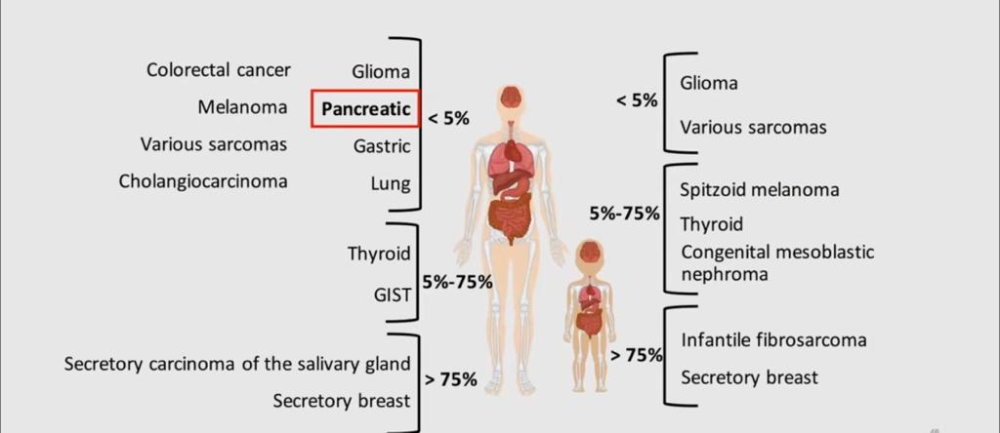 Colorectal cancer
Glioma
Melanoma
Pancreatic
Various sarcomas
Gastric
Cholangiocarcinoma
Lung
< 5%
Thyroid
GIST
5%-75%
Secretory carcinoma of the salivary gland
Secretory breast
> 75%
< 5%
Glioma
Various sarcomas
5%-75%
Spitzoid melanoma
Thyroid
Congenital mesoblastic
nephroma
> 75%
Infantile fibrosarcoma
Secretory breast